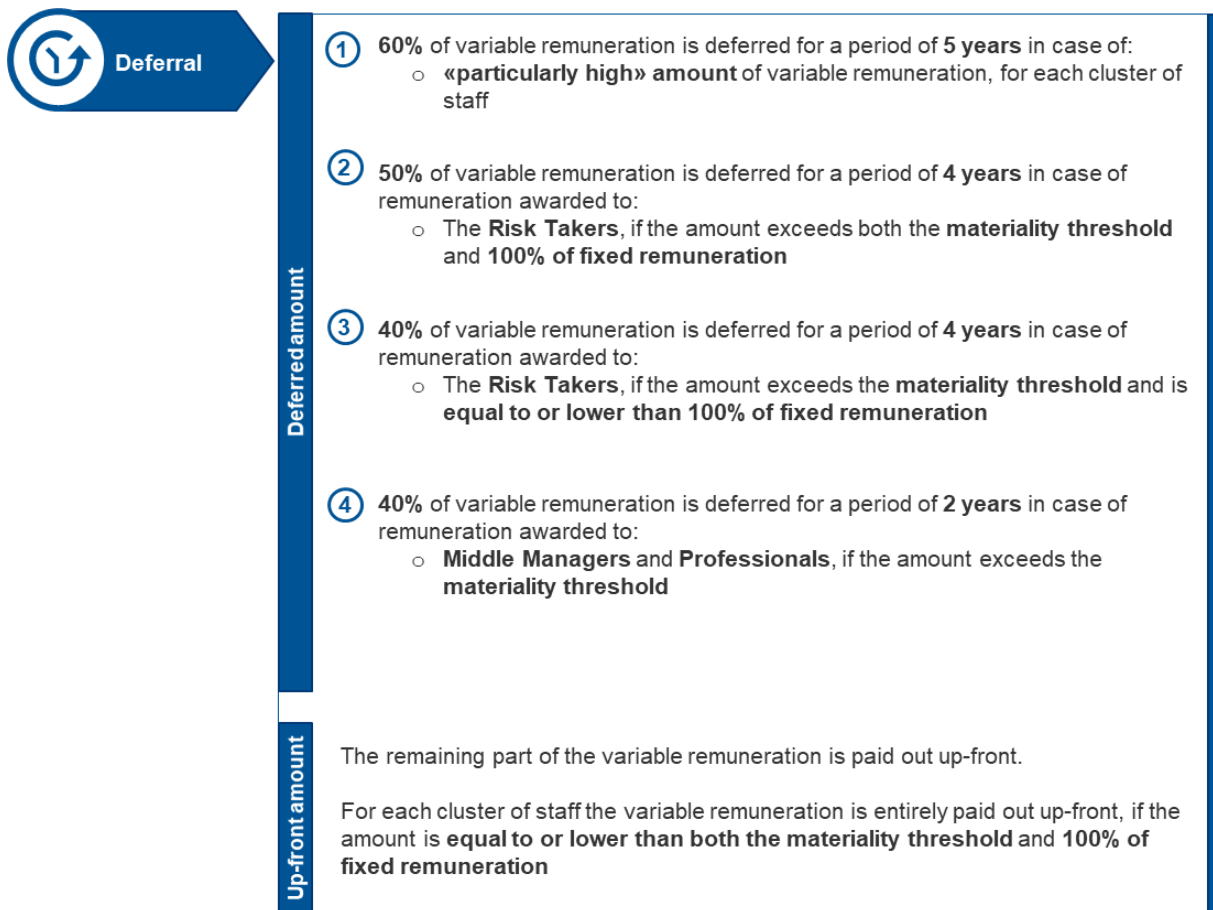 Deferral
Deferred amount
1
60% of variable remuneration is deferred for a period of 5 years in case of:
o «particularly high» amount of variable remuneration, for each cluster of
staff
2
50% of variable remuneration is deferred for a period of 4 years in case of
remuneration awarded to:
o The Risk Takers, if the amount exceeds both the materiality threshold
and 100% of fixed remuneration
3
40% of variable remuneration is deferred for a period of 4 years in case of
remuneration awarded to:
o The Risk Takers, if the amount exceeds the materiality threshold and is
equal to or lower than 100% of fixed remuneration
4
40% of variable remuneration is deferred for a period of 2 years in case of
remuneration awarded to:
o Middle Managers and Professionals, if the amount exceeds the
materiality threshold
Up-front amount
The remaining part of the variable remuneration is paid out up-front.
For each cluster of staff the variable remuneration is entirely paid out up-front, if the
amount is equal to or lower than both the materiality threshold and 100% of
fixed remuneration